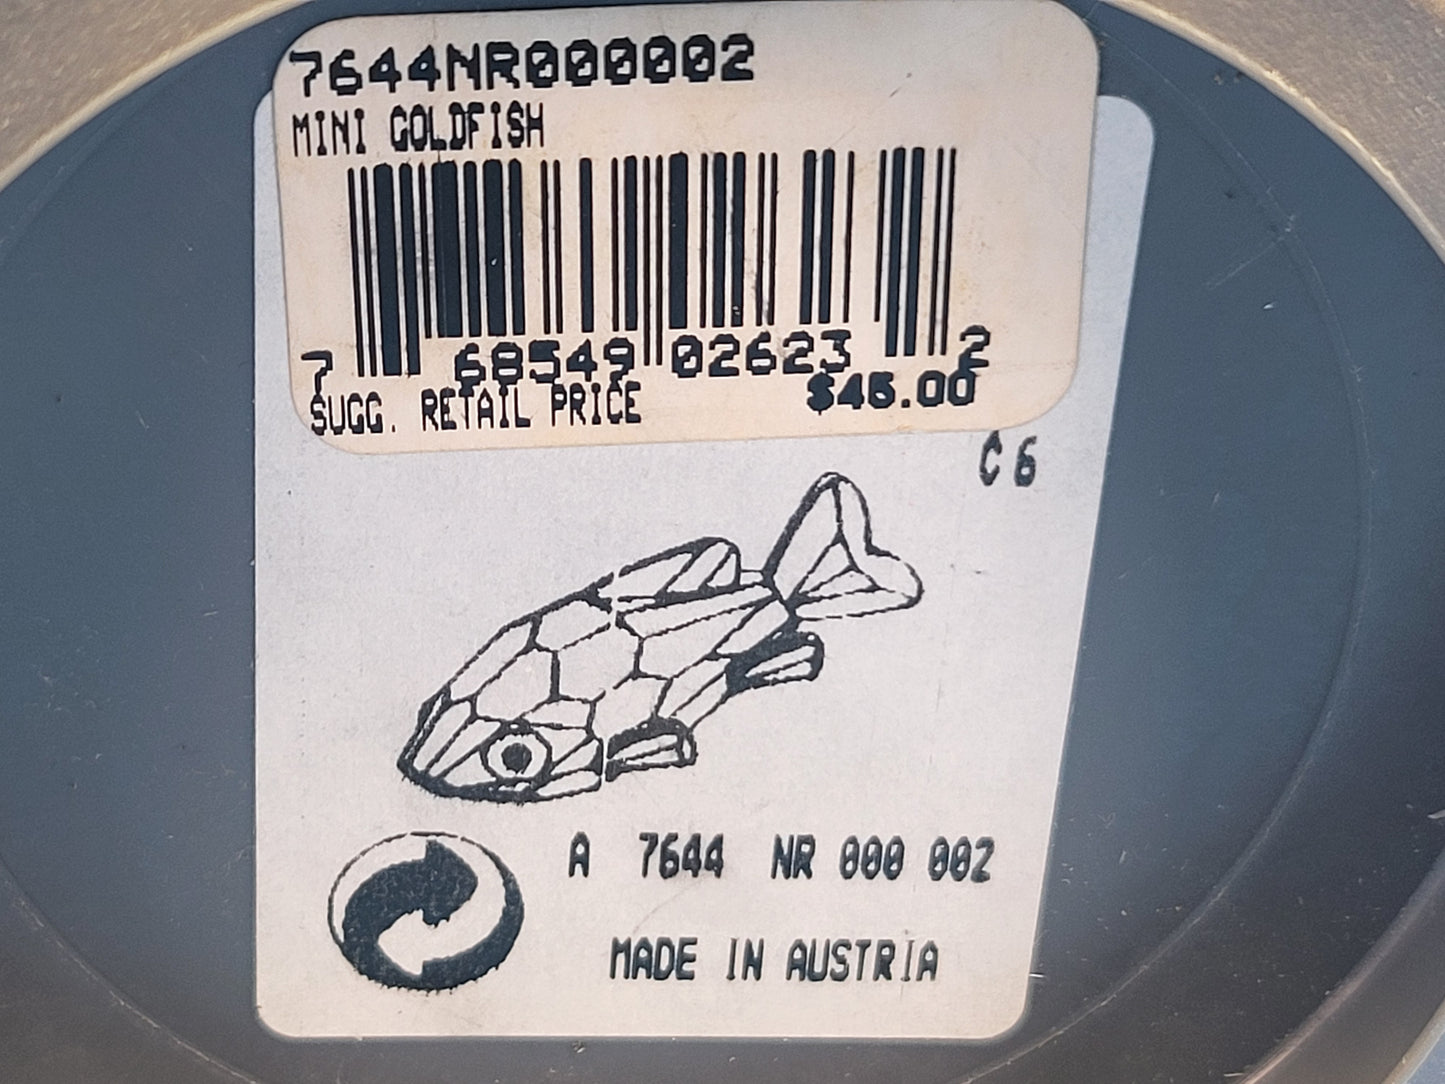 7644NR000002
MINI GOLDFISH
7 68549 02623 2
SUGG. RETAIL PRICE $45.00
C6
A 7644 NR 000 002
MADE IN AUSTRIA